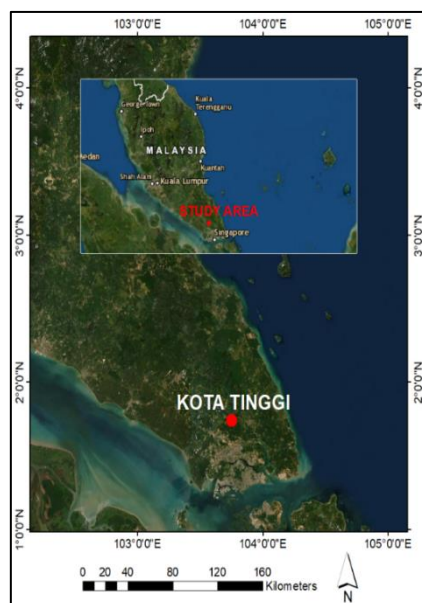 103°0'0"E 104°0'0"E 105°0'0"E
4°0'0"N
4°0'0"N
George Town
Kuala
Terengganu
Ipoh
MALAYSIA
Kuantan
Medan
Shah Alam
Kuala Lumpur
STUDY AREA
Singapore
3°0'0"N
3°0'0"N
2°0'0"N
2°0'0"N
KOTA TINGGI
1°0'0"N
1°0'0"N
103°0'0"E 104°0'0"E 105°0'0"E
0 20 40 80 120 160
Kilometers
N